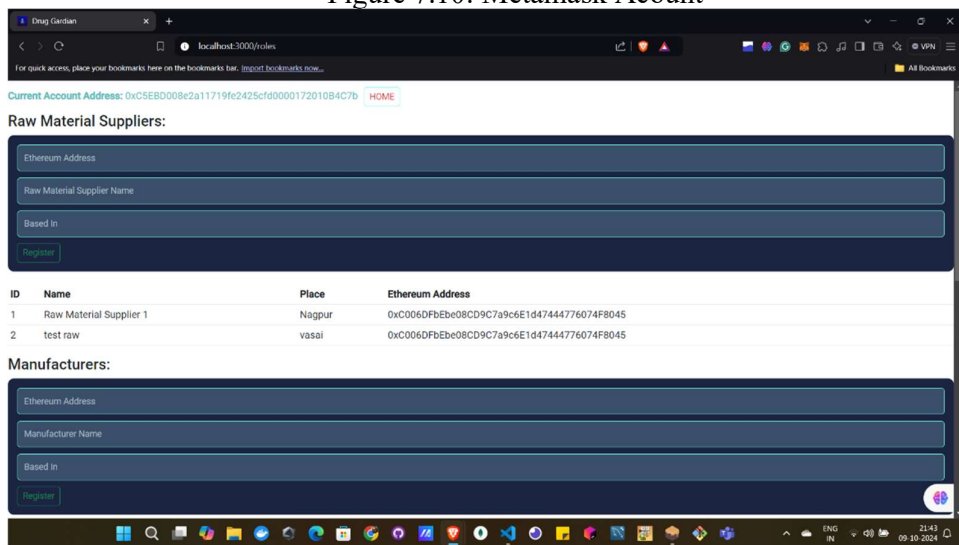 Figure 7.10: Metamask Acount
Drug Gardian
localhost:3000/roles
VPN
For quick access, place your bookmarks here on the bookmarks bar. Import bookmarks now...
All Bookmarks
Current Account Address: 0xC5EBD008e2a11719fe2425cfd0000172010B4C7b HOME
Raw Material Suppliers:
Ethereum Address
Raw Material Supplier Name
Based In
Register
ID Name Place Ethereum Address
1 Raw Material Supplier 1 Nagpur 0xC006DFbEbe08CD9C7a9c6E1d47444776074F8045
2 test raw vasai 0xC006DFbEbe08CD9C7a9c6E1d47444776074F8045
Manufacturers:
Ethereum Address
Manufacturer Name
Based In
Register
ENG
IN
21:43
09-10-2024